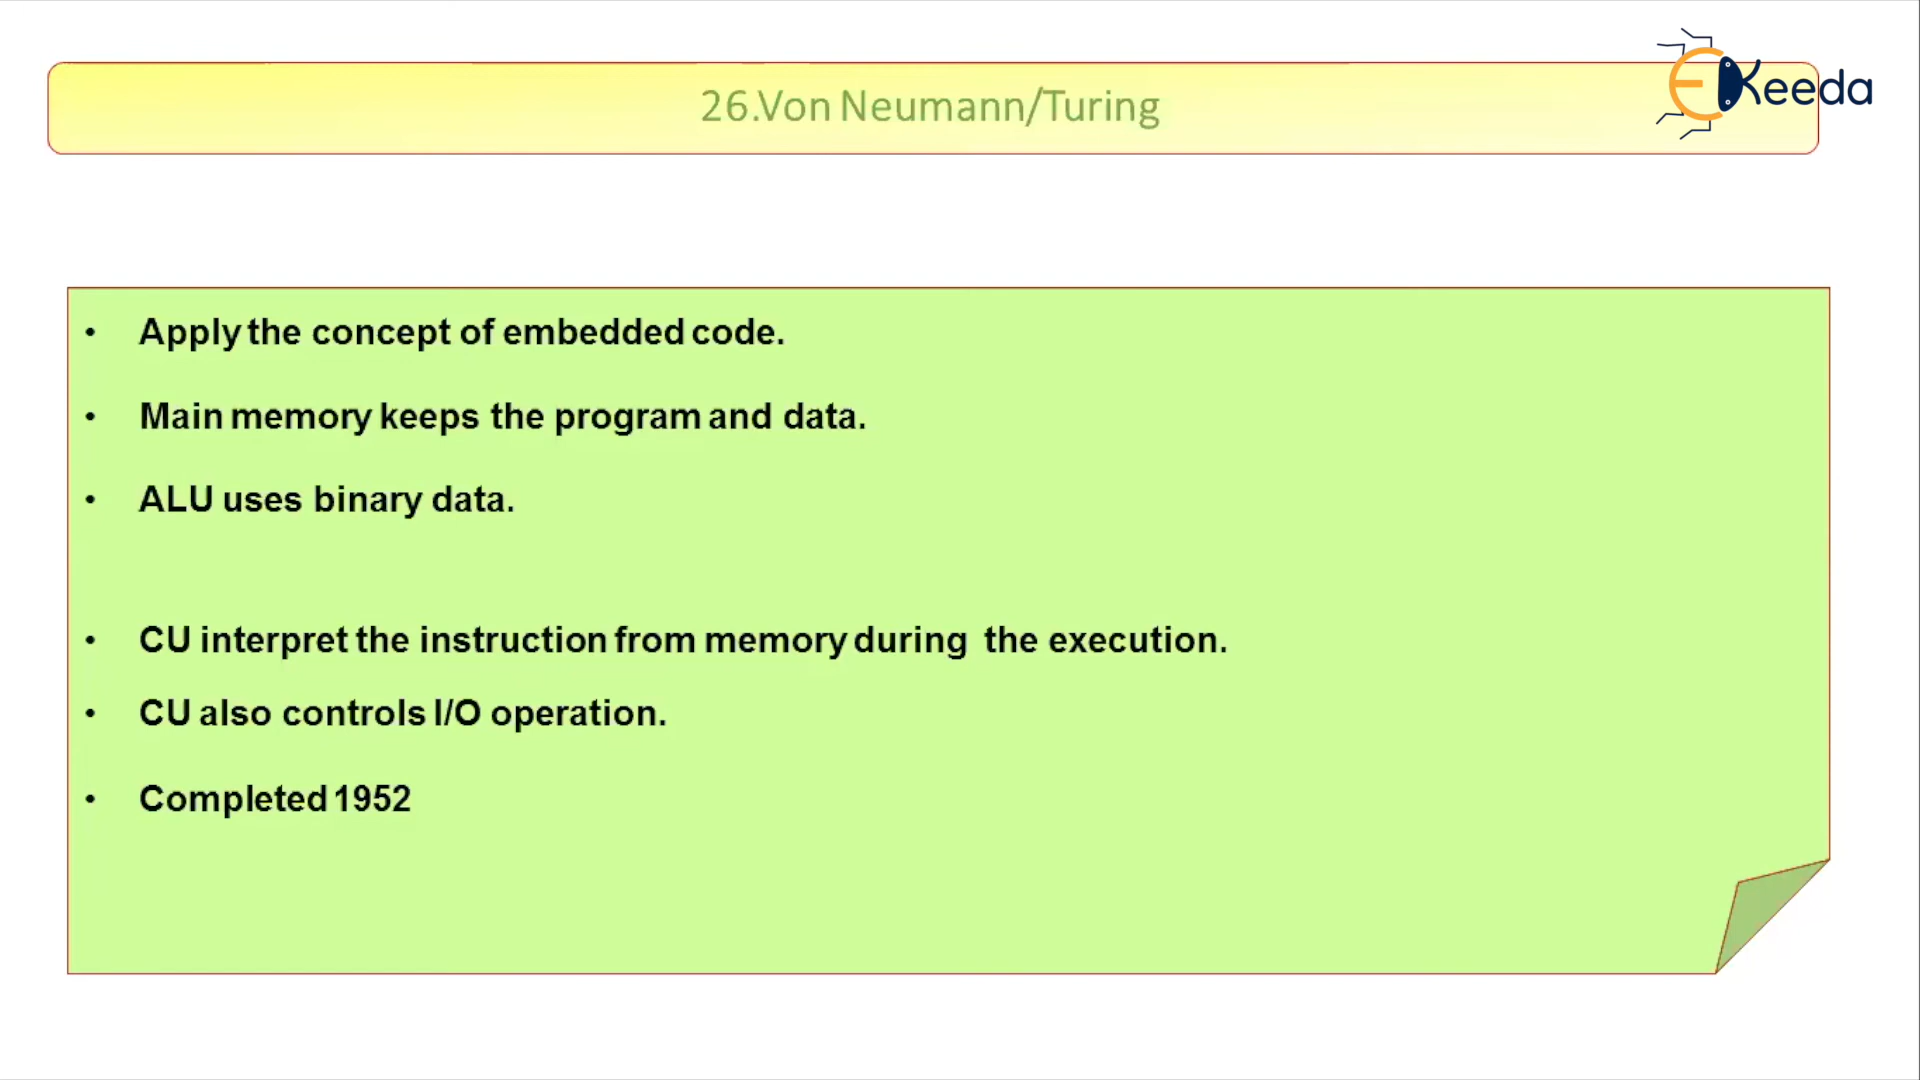 26.Von Neumann/Turing
EKeeda
• Apply the concept of embedded code.
• Main memory keeps the program and data.
• ALU uses binary data.
• CU interpret the instruction from memory during the execution.
• CU also controls I/O operation.
• Completed 1952